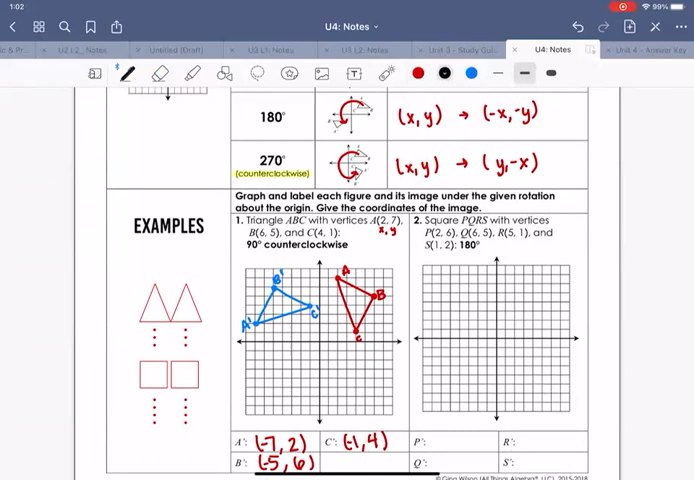 1:02
99%
U4: Notes
c & Pr...
U2 L2_ Notes
Untitled (Draft)
U3 L1: Notes
U3 L2: Notes
Unit 3 - Study Gui...
U4: Notes
Unit 4 - Answer Key
180°
(x, y) → (-x, -y)
270°
(counterclockwise)
(x, y) → (y, -x)
EXAMPLES
Graph and label each figure and its image under the given rotation
about the origin. Give the coordinates of the image.
1. Triangle ABC with vertices A(2, 7),
B(6, 5), and C(4, 1):
x, y
90° counterclockwise
2. Square PQRS with vertices
P(2, 6), Q(6, 5), R(5, 1), and
S(1, 2): 180°
A
B
C
A'
B'
C'
A': (-7, 2)
C': (-1, 4)
B': (-5, 6)
P':
R':
Q':
S':
© Gina Wilson (All Things Algebra®, LLC), 2015-2018